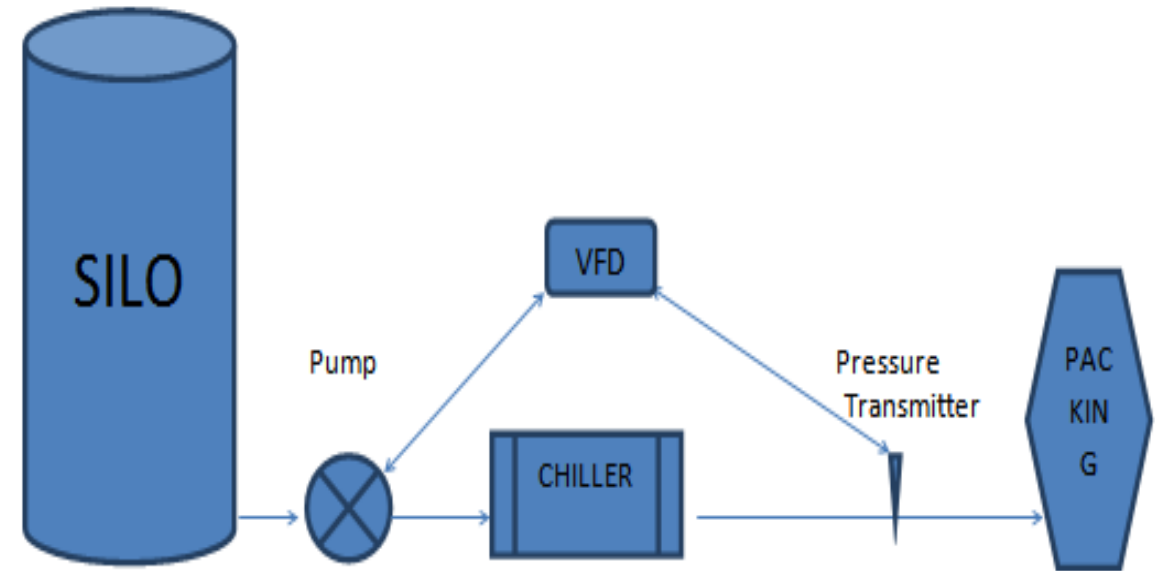 SILO
VFD
Pump
Pressure
Transmitter
CHILLER
PAC
KIN
G